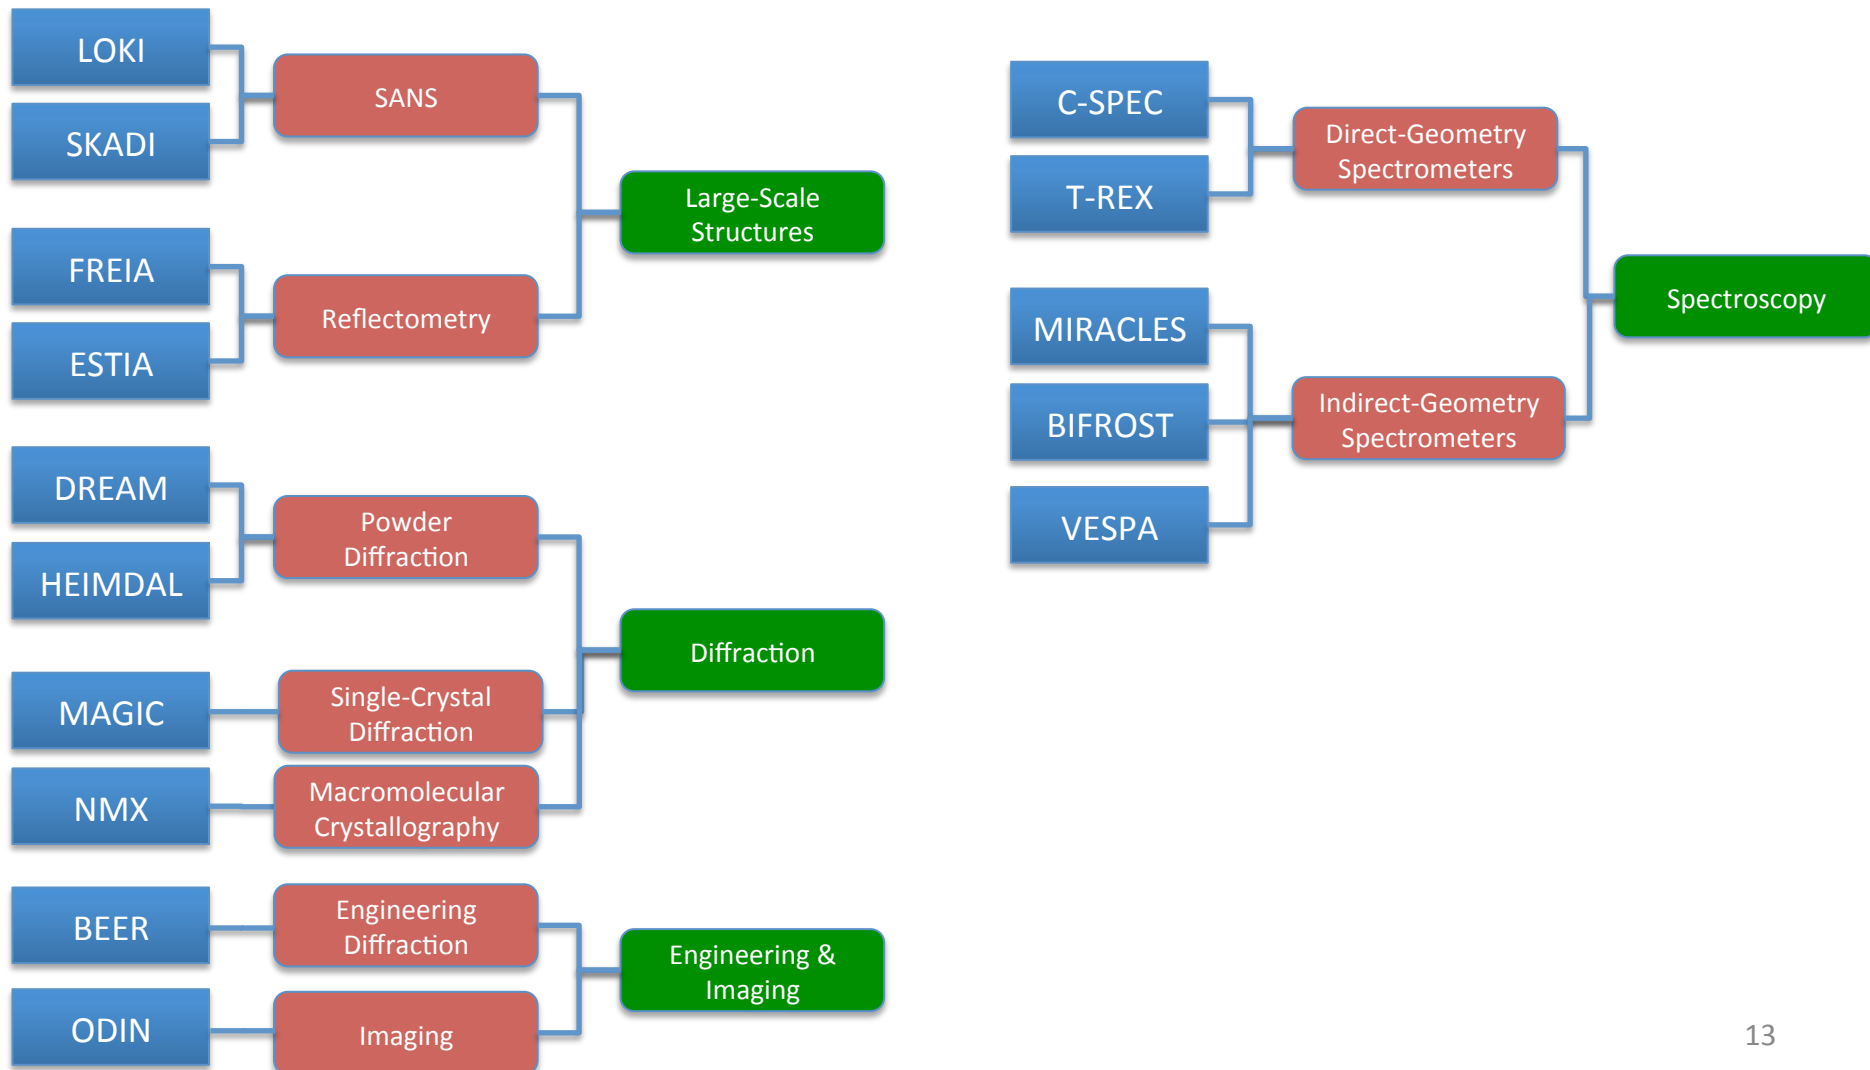 LOKI
SKADI
SANS
FREIA
ESTIA
Reflectometry
Large-Scale
Structures
DREAM
HEIMDAL
Powder
Diffraction
MAGIC
Single-Crystal
Diffraction
NMX
Macromolecular
Crystallography
Diffraction
BEER
Engineering
Diffraction
ODIN
Imaging
Engineering &
Imaging
C-SPEC
T-REX
Direct-Geometry
Spectrometers
MIRACLES
BIFROST
VESPA
Indirect-Geometry
Spectrometers
Spectroscopy
13